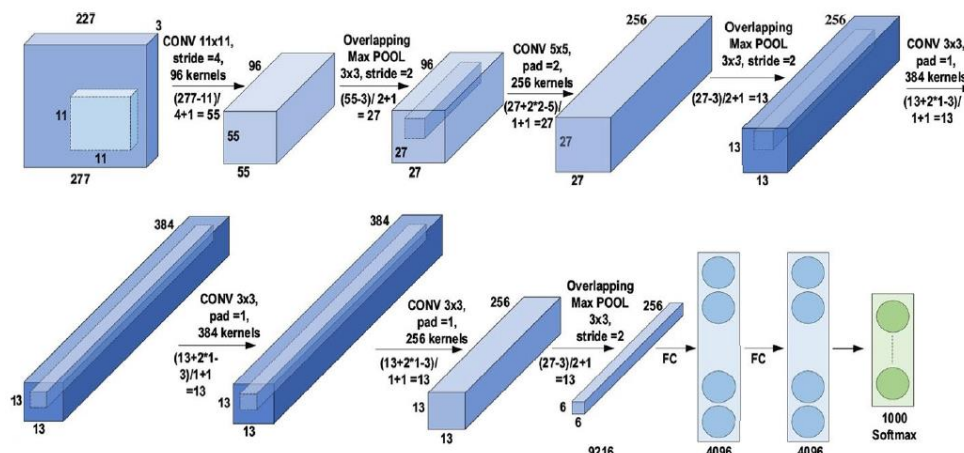 227
3
11
11
277
CONV 11x11,
stride =4,
96 kernels
(277-11)/
4+1 = 55
96
55
55
Overlapping
Max POOL
3x3, stride =2
(55-3)/ 2+1
= 27
96
27
27
CONV 5x5,
pad =2,
256 kernels
(27+2*2-5)/
1+1 =27
256
27
27
Overlapping
Max POOL
3x3, stride =2
(27-3)/2+1 =13
256
13
13
CONV 3x3,
pad =1,
384 kernels
(13+2*1-3)/
1+1 =13
384
13
13
CONV 3x3,
pad =1,
384 kernels
(13+2*1-
3)/1+1
=13
384
13
13
CONV 3x3,
pad =1,
256 kernels
(13+2*1-3)/
1+1 =13
256
13
13
Overlapping
Max POOL
3x3,
stride =2
(27-3)/2+1
=13
256
6
6
9216
FC
4096
FC
4096
1000
Softmax